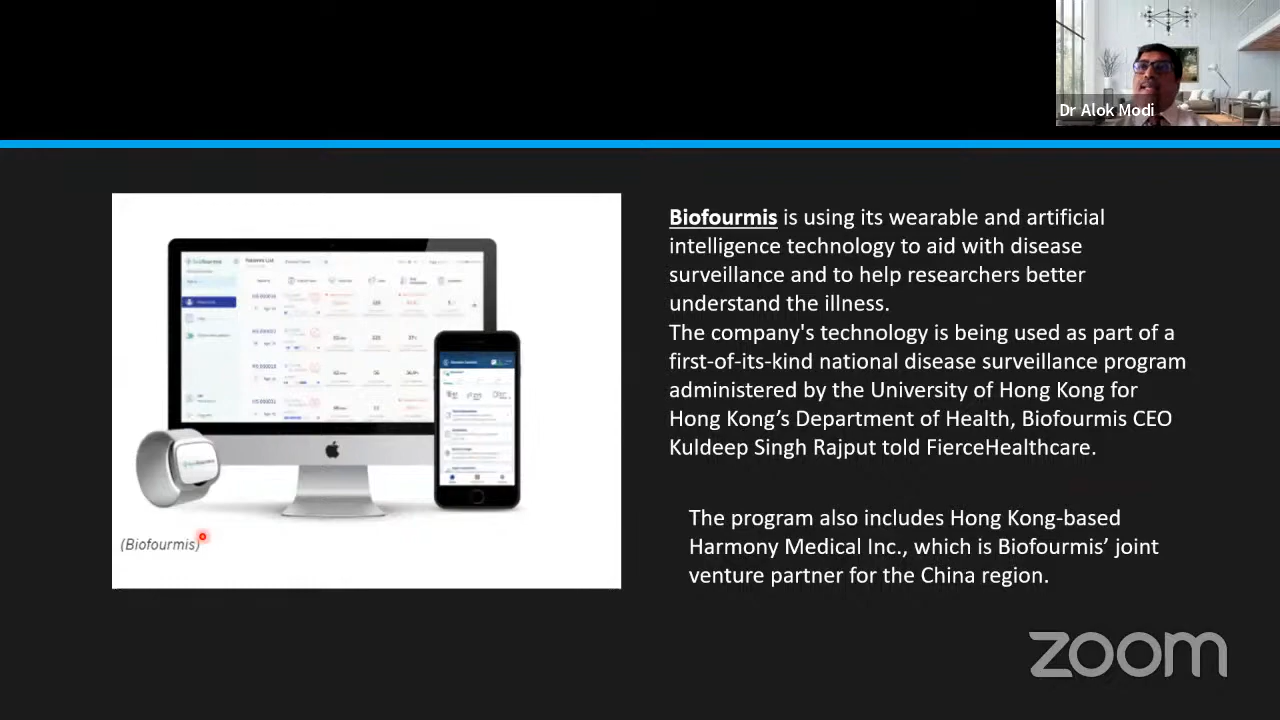 Dr Alok Modi
Biofourmis is using its wearable and artificial
intelligence technology to aid with disease
surveillance and to help researchers better
understand the illness.
The company's technology is being used as part of a
first-of-its-kind national disease surveillance program
administered by the University of Hong Kong for
Hong Kong's Department of Health, Biofourmis CEO
Kuldeep Singh Rajput told FierceHealthcare.
The program also includes Hong Kong-based
Harmony Medical Inc., which is Biofourmis' joint
venture partner for the China region.
Patients List
(Biofourmis)
zoom